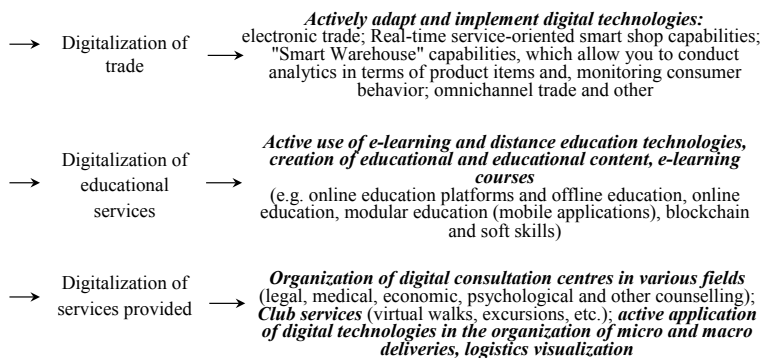 Digitalization of
trade
Actively adapt and implement digital technologies:
electronic trade; Real-time service-oriented smart shop capabilities;
"Smart Warehouse" capabilities, which allow you to conduct
analytics in terms of product items and, monitoring consumer
behavior; omnichannel trade and other
Digitalization of
educational
services
Active use of e-learning and distance education technologies,
creation of educational and educational content, e-learning
courses
(e.g. online education platforms and offline education, online
education, modular education (mobile applications), blockchain
and soft skills)
Digitalization of
services provided
Organization of digital consultation centres in various fields
(legal, medical, economic, psychological and other counselling);
Club services (virtual walks, excursions, etc.); active application
of digital technologies in the organization of micro and macro
deliveries, logistics visualization